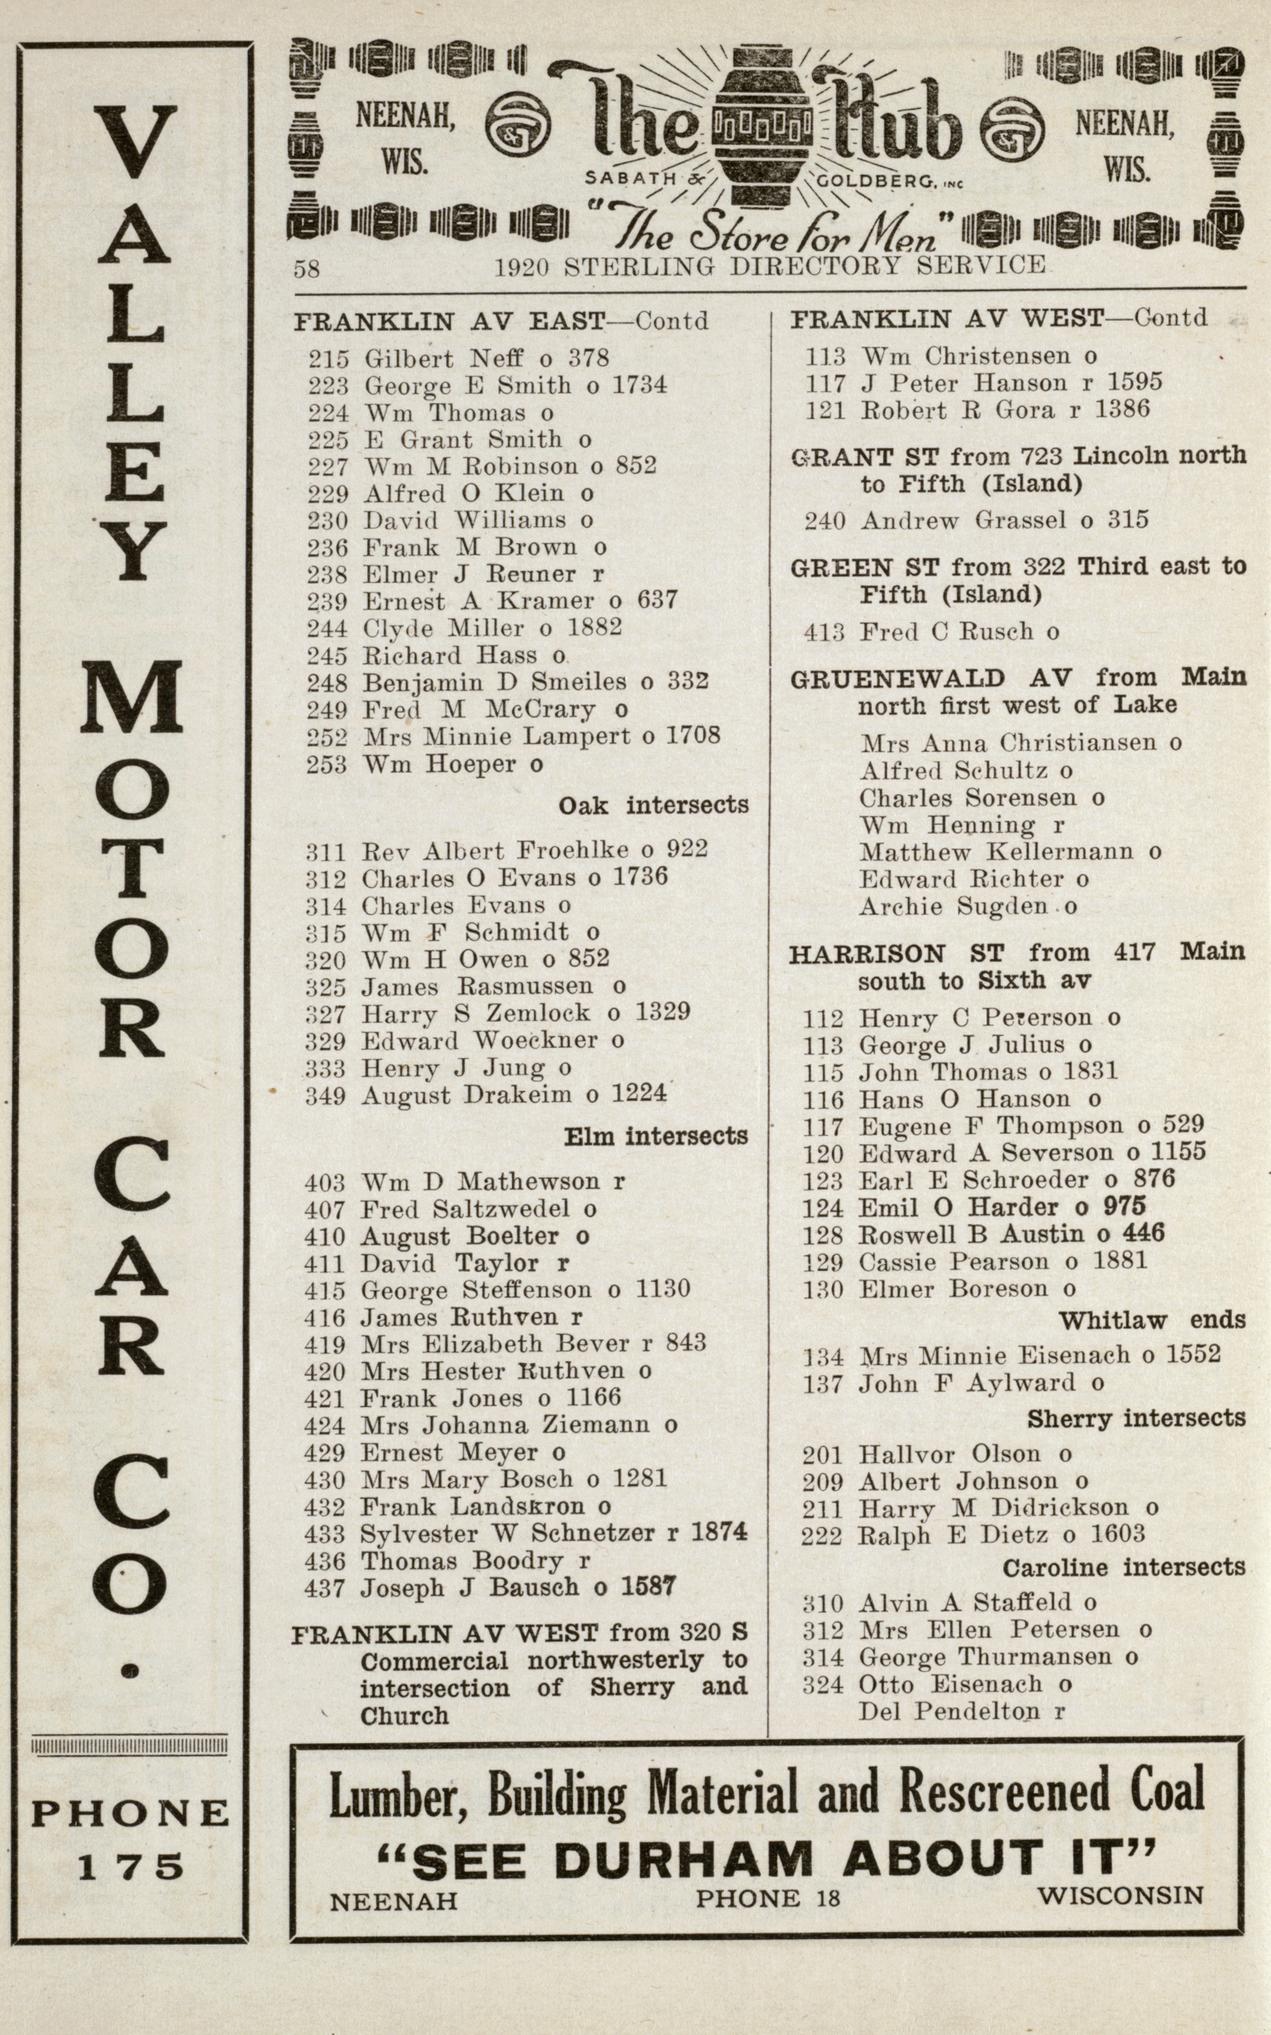 VALLEY MOTOR CAR CO.
PHONE
175
NEENAH,
WIS.
The Hub
SABATH & GOLDBERG, INC
NEENAH,
WIS.
"The Store for Men"
58
1920 STERLING DIRECTORY SERVICE
FRANKLIN AV EAST—Contd
215 Gilbert Neff o 378
223 George E Smith o 1734
224 Wm Thomas o
225 E Grant Smith o
227 Wm M Robinson o 852
229 Alfred O Klein o
230 David Williams o
236 Frank M Brown o
238 Elmer J Reuner r
239 Ernest A Kramer o 637
244 Clyde Miller o 1882
245 Richard Hass o
248 Benjamin D Smeiles o 332
249 Fred M McCrary o
252 Mrs Minnie Lampert o 1708
253 Wm Hoeper o
Oak intersects
311 Rev Albert Froehlke o 922
312 Charles O Evans o 1736
314 Charles Evans o
315 Wm F Schmidt o
320 Wm H Owen o 852
325 James Rasmussen o
327 Harry S Zemlock o 1329
329 Edward Woeckner o
333 Henry J Jung o
349 August Drakeim o 1224
Elm intersects
403 Wm D Mathewson r
407 Fred Saltzwedel o
410 August Boelter o
411 David Taylor r
415 George Steffenson o 1130
416 James Ruthven r
419 Mrs Elizabeth Bever r 843
420 Mrs Hester Ruthven o
421 Frank Jones o 1166
424 Mrs Johanna Ziemann o
429 Ernest Meyer o
430 Mrs Mary Bosch o 1281
432 Frank Landskron o
433 Sylvester W Schnetzer r 1874
436 Thomas Boodry r
437 Joseph J Bausch o 1587
FRANKLIN AV WEST from 320 S
Commercial northwesterly to
intersection of Sherry and
Church
FRANKLIN AV WEST—Contd
113 Wm Christensen o
117 J Peter Hanson r 1595
121 Robert R Gora r 1386
GRANT ST from 723 Lincoln north
to Fifth (Island)
240 Andrew Grassel o 315
GREEN ST from 322 Third east to
Fifth (Island)
413 Fred C Rusch o
GRUENEWALD AV from Main
north first west of Lake
Mrs Anna Christiansen o
Alfred Schultz o
Charles Sorensen o
Wm Henning r
Matthew Kellermann o
Edward Richter o
Archie Sugden o
HARRISON ST from 417 Main
south to Sixth av
112 Henry C Peterson o
113 George J Julius o
115 John Thomas o 1831
116 Hans O Hanson o
117 Eugene F Thompson o 529
120 Edward A Severson o 1155
123 Earl E Schroeder o 876
124 Emil O Harder o 975
128 Roswell B Austin o 446
129 Cassie Pearson o 1881
130 Elmer Boreson o
Whitlaw ends
134 Mrs Minnie Eisenach o 1552
137 John F Aylward o
Sherry intersects
201 Hallvor Olson o
209 Albert Johnson o
211 Harry M Didrickson o
222 Ralph E Dietz o 1603
Caroline intersects
310 Alvin A Staffeld o
312 Mrs Ellen Petersen o
314 George Thurmansen o
324 Otto Eisenach o
Del Pendelton r
Lumber, Building Material and Rescreened Coal
"SEE DURHAM ABOUT IT"
NEENAH PHONE 18 WISCONSIN